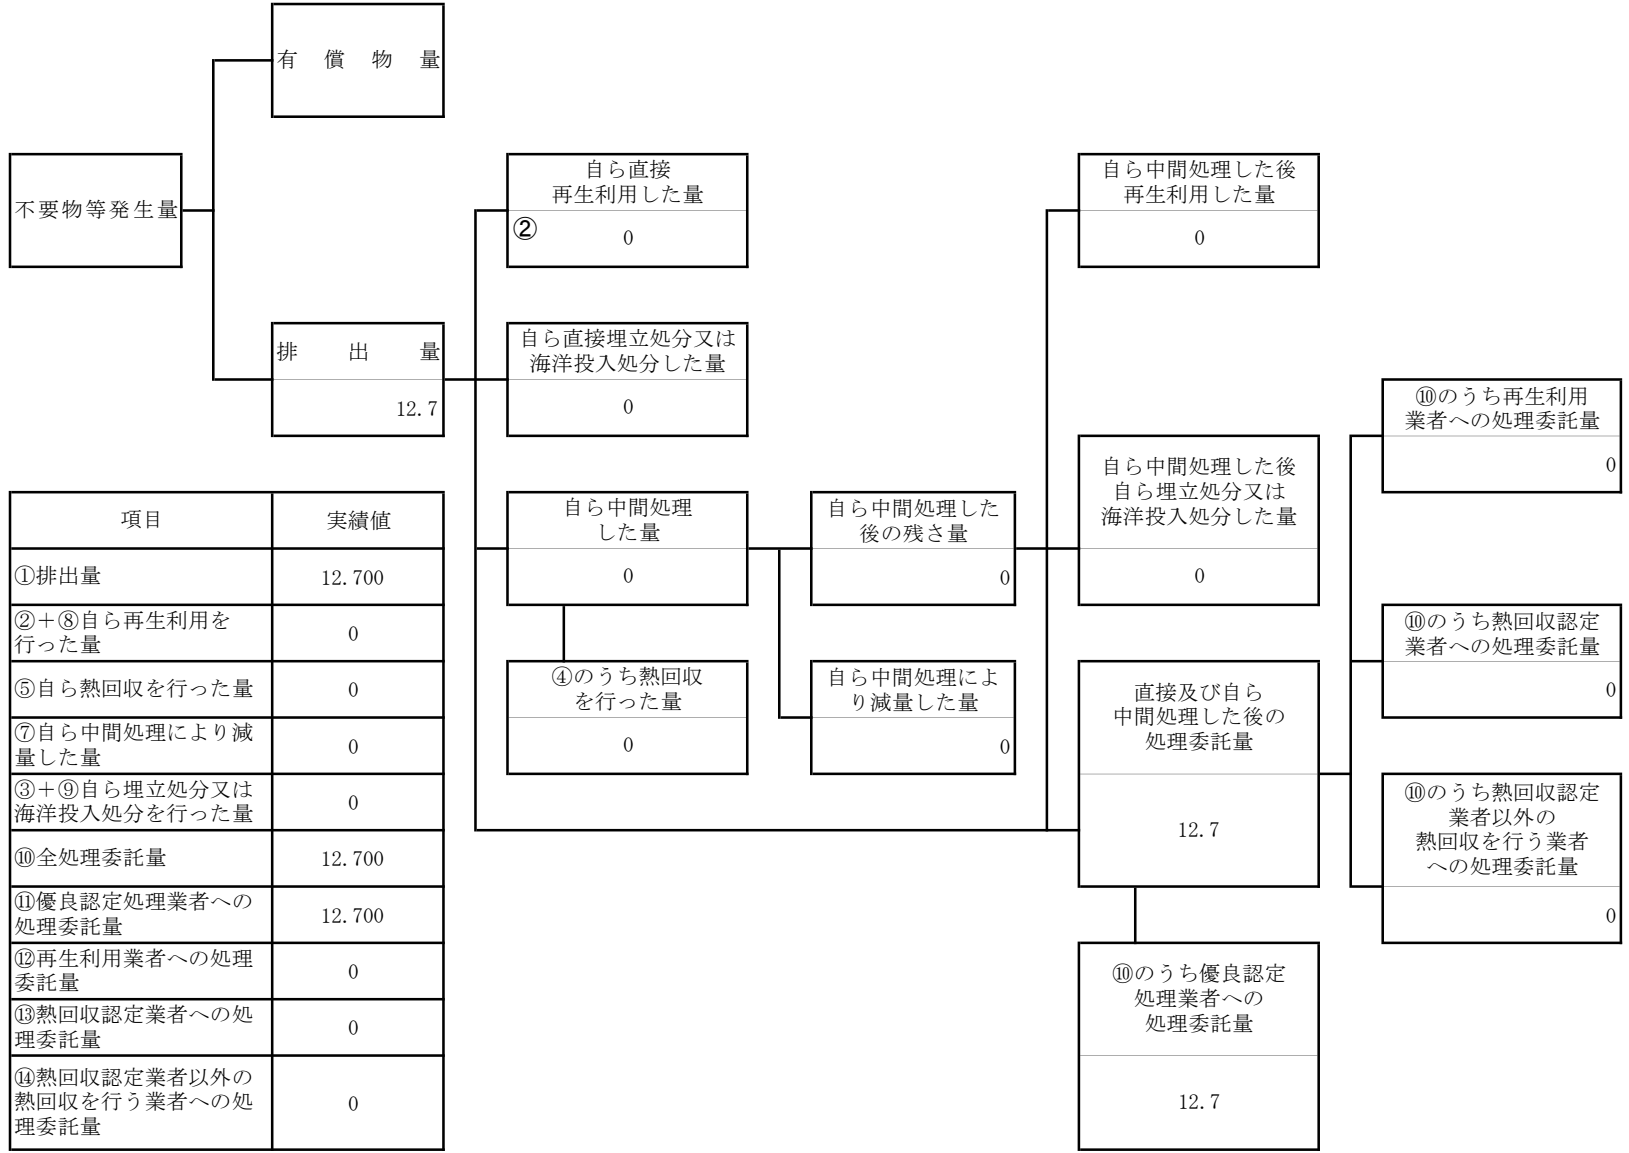 有償物量
不要物等発生量
排出量
12.7
自ら直接
再生利用した量
②
0
自ら直接埋立処分又は
海洋投入処分した量
0
自ら中間処理
した量
0
④のうち熱回収
を行った量
0
自ら中間処理した
後の残さ量
0
自ら中間処理によ
り減量した量
0
自ら中間処理した後
再生利用した量
0
自ら中間処理した後
自ら埋立処分又は
海洋投入処分した量
0
直接及び自ら
中間処理した後の
処理委託量
12.7
⑩のうち優良認定
処理業者への
処理委託量
12.7
⑩のうち再生利用
業者への処理委託量
0
⑩のうち熱回収認定
業者への処理委託量
0
⑩のうち熱回収認定
業者以外の
熱回収を行う業者
への処理委託量
0
項目 実績値
①排出量 12.700
②＋⑧自ら再生利用を
行った量 0
⑤自ら熱回収を行った量 0
⑦自ら中間処理により減
量した量 0
③＋⑨自ら埋立処分又は
海洋投入処分を行った量 0
⑩全処理委託量 12.700
⑪優良認定処理業者への
処理委託量 12.700
⑫再生利用業者への処理
委託量 0
⑬熱回収認定業者への処
理委託量 0
⑭熱回収認定業者以外の
熱回収を行う業者への処
理委託量 0